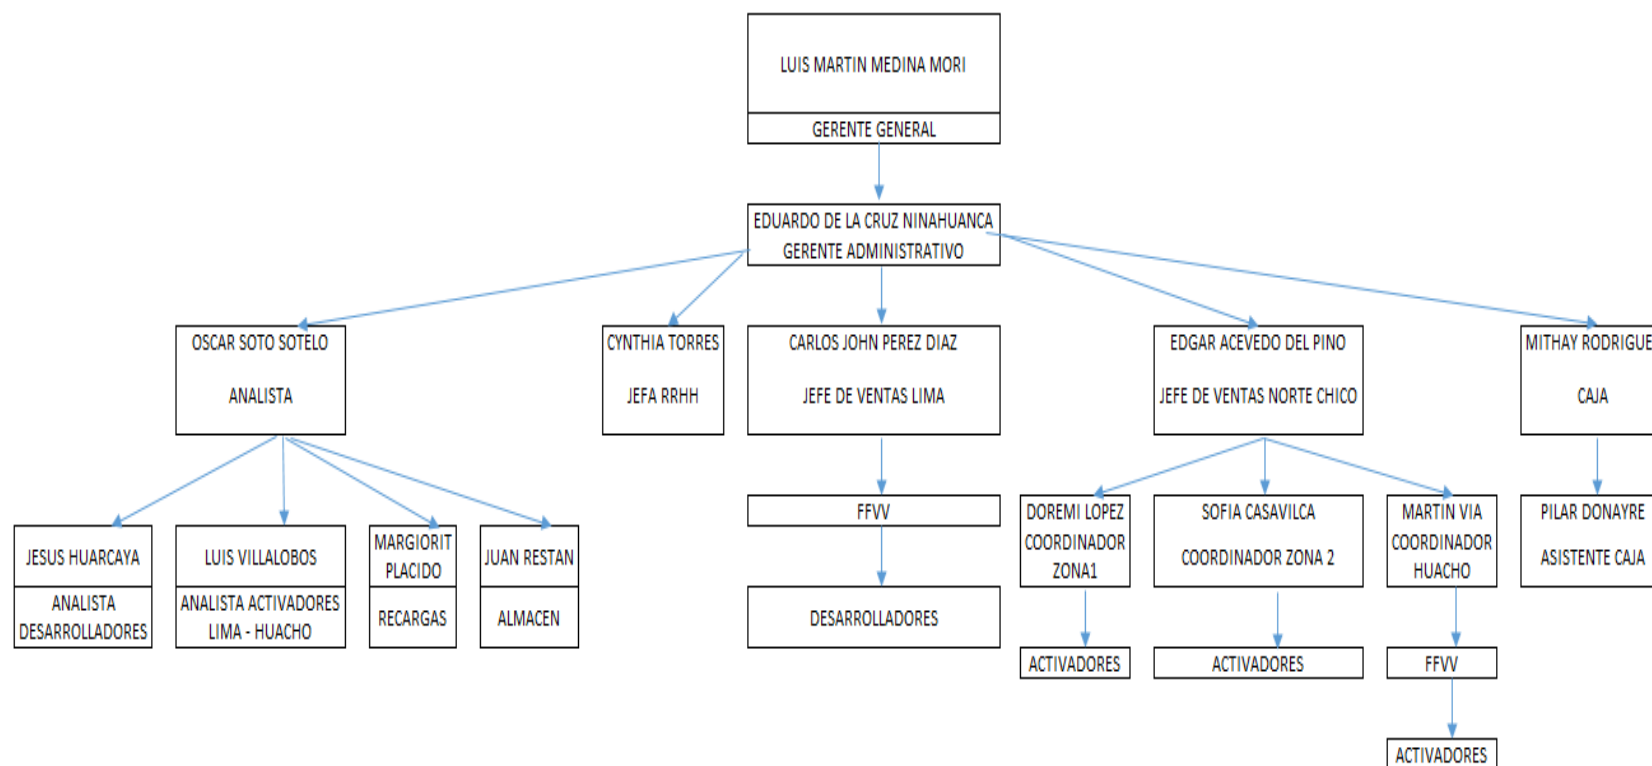 LUIS MARTIN MEDINA MORI
GERENTE GENERAL
EDUARDO DE LA CRUZ NINAHUANCA
GERENTE ADMINISTRATIVO
OSCAR SOTO SOTELO
ANALISTA
CYNTHIA TORRES
JEFA RRHH
CARLOS JOHN PEREZ DIAZ
JEFE DE VENTAS LIMA
EDGAR ACEVEDO DEL PINO
JEFE DE VENTAS NORTE CHICO
MITHAY RODRIGUE
CAJA
JESUS HUARCAYA
ANALISTA
DESARROLLADORES
LUIS VILLALOBOS
ANALISTA ACTIVADORES
LIMA - HUACHO
MARGIORIT
PLACIDO
RECARGAS
JUAN RESTAN
ALMACEN
FFVV
DESARROLLADORES
DOREMI LOPEZ
COORDINADOR
ZONA1
ACTIVADORES
SOFIA CASAVILCA
COORDINADOR ZONA 2
ACTIVADORES
MARTIN VIA
COORDINADOR
HUACHO
FFVV
ACTIVADORES
PILAR DONAYRE
ASISTENTE CAJA